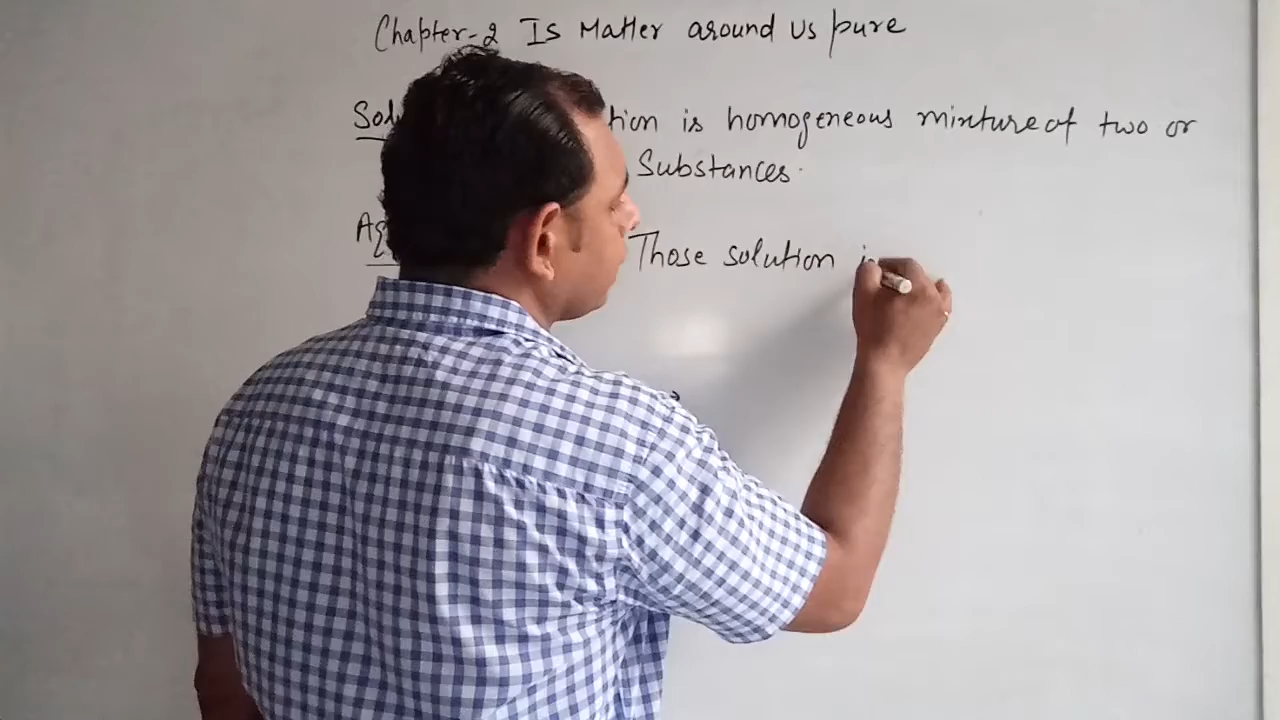 Chapter-2 Is Matter around us pure
tion is homogeneous mixture of two or
Substances.
Those solution